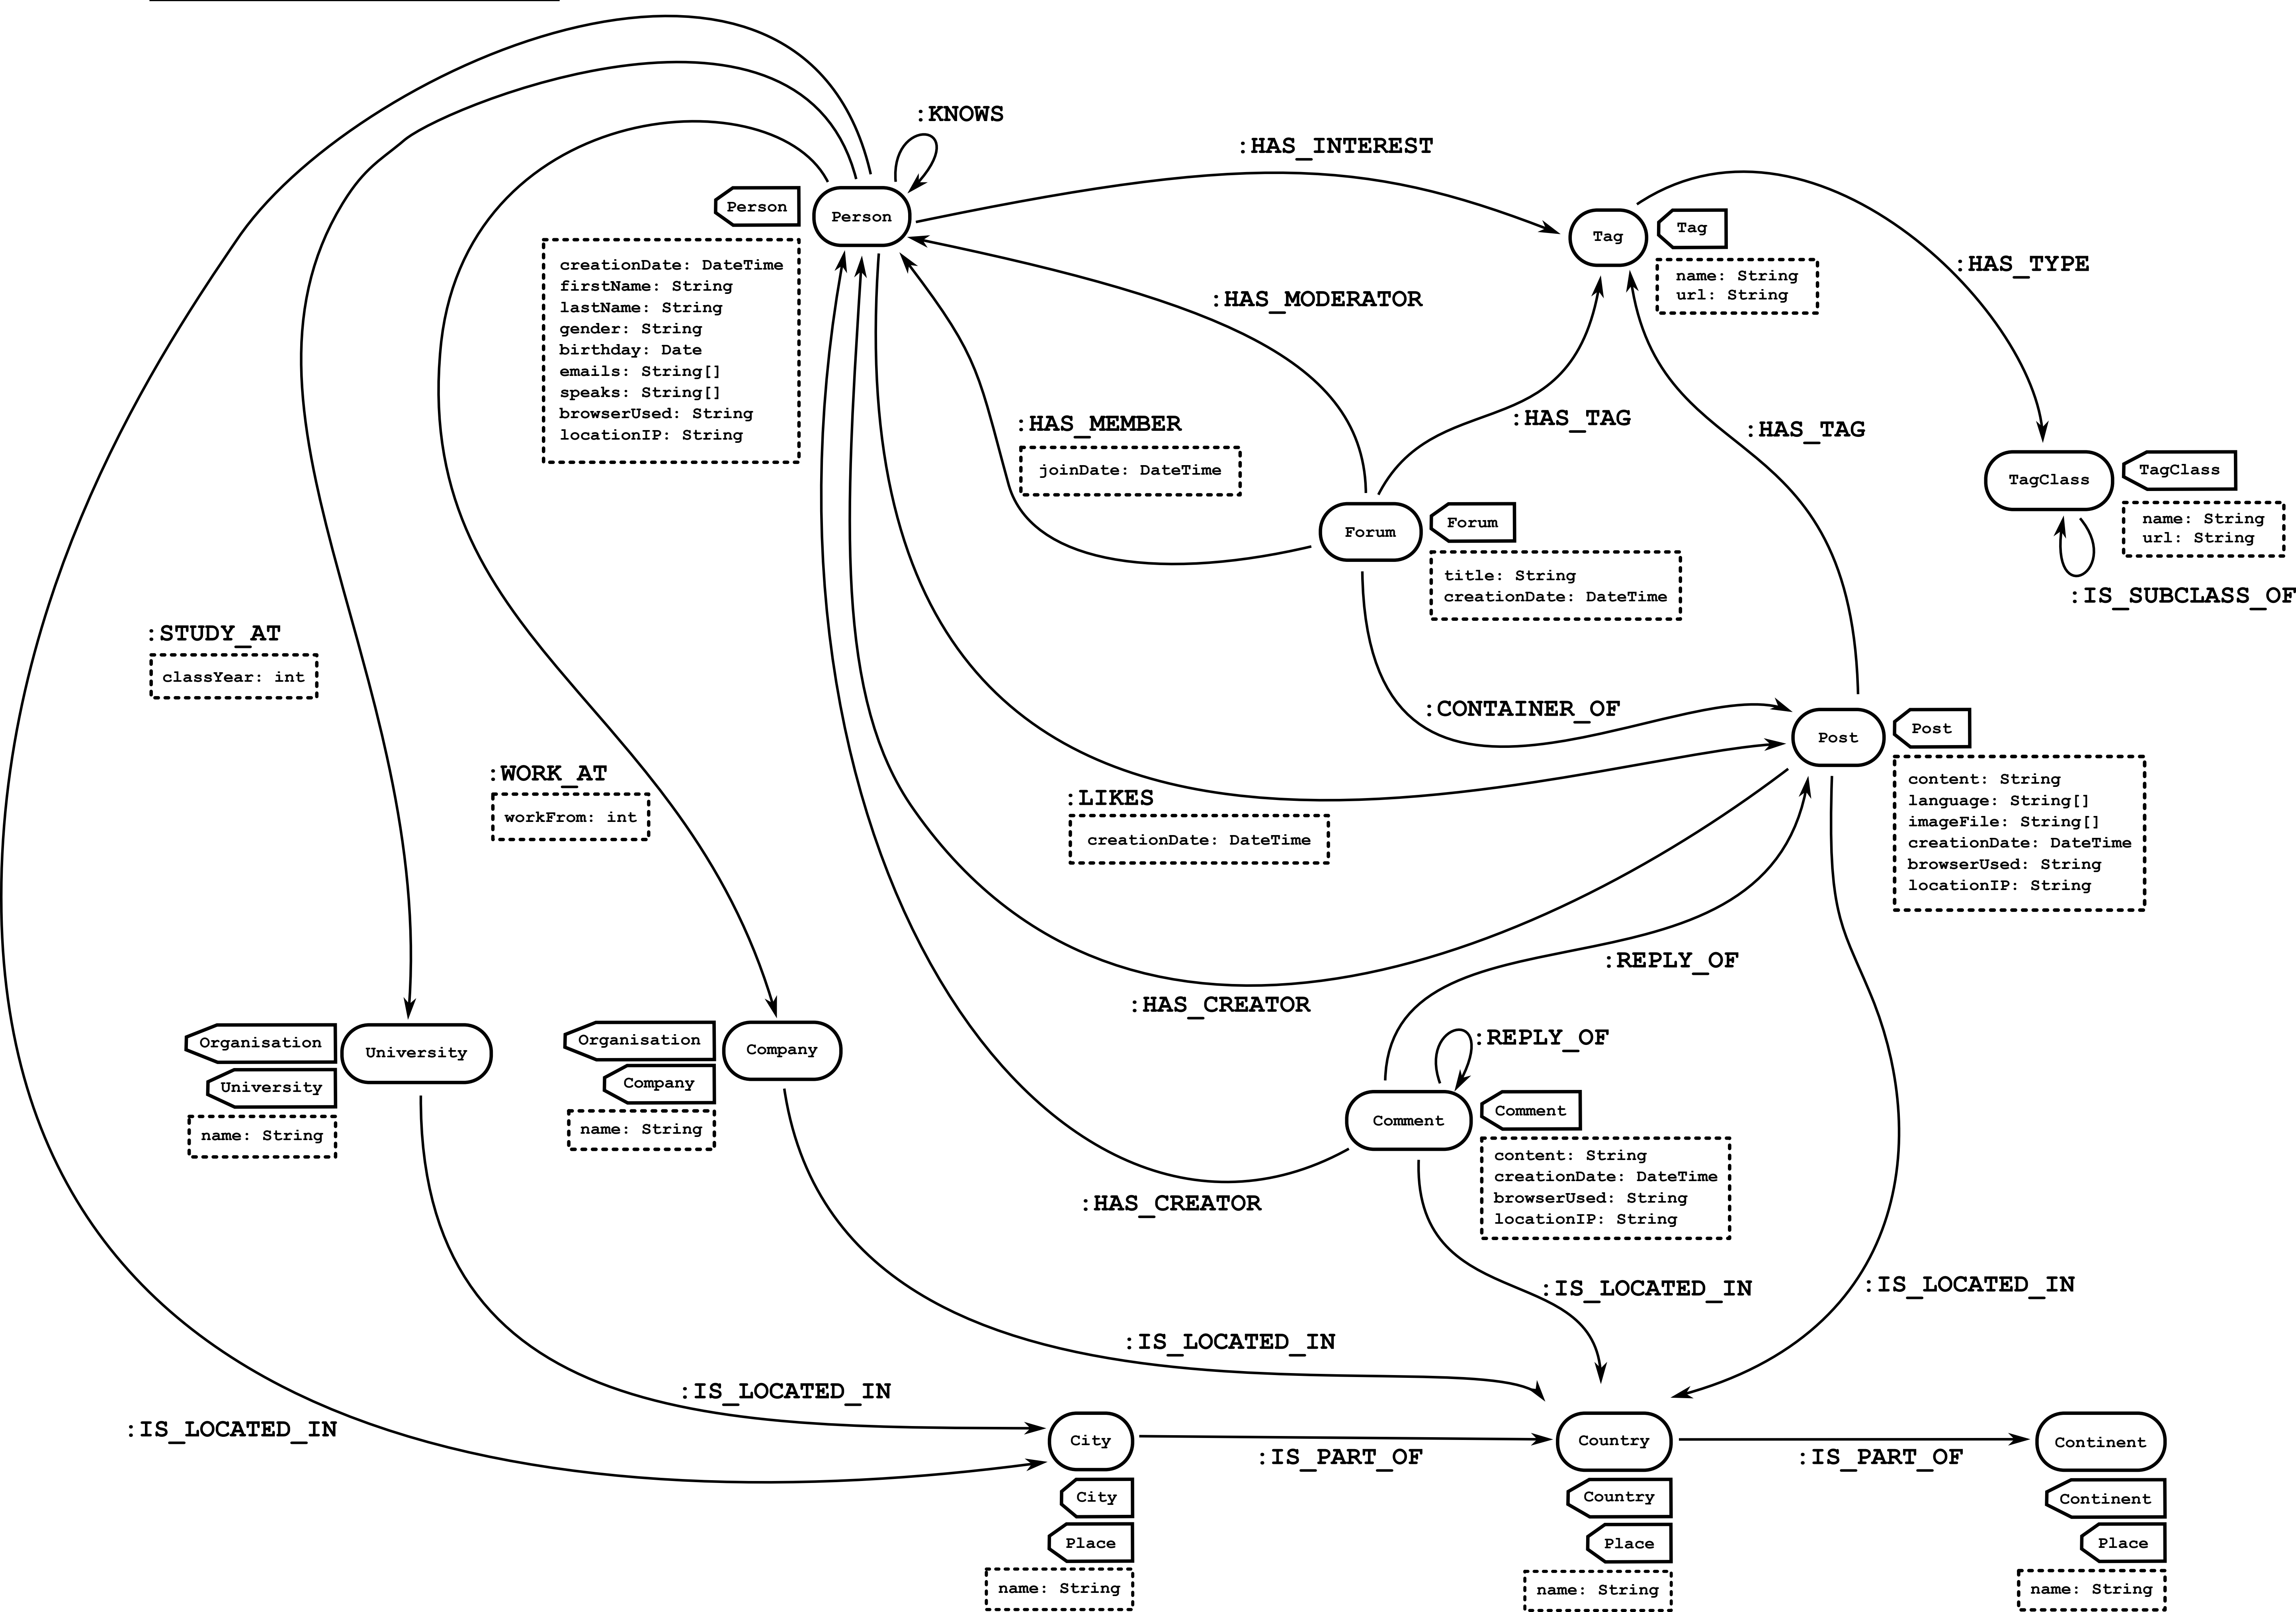 :KNOWS
:HAS_INTEREST
Person
Person
creationDate: DateTime
firstName: String
lastName: String
gender: String
birthday: Date
emails: String[]
speaks: String[]
browserUsed: String
locationIP: String
Tag
Tag
name: String
url: String
:HAS_TYPE
:HAS_MODERATOR
:HAS_MEMBER
joinDate: DateTime
:HAS_TAG
:HAS_TAG
TagClass
TagClass
name: String
url: String
:IS_SUBCLASS_OF
Forum
Forum
title: String
creationDate: DateTime
:STUDY_AT
classYear: int
:WORK_AT
workFrom: int
:CONTAINER_OF
Post
Post
content: String
language: String[]
imageFile: String[]
creationDate: DateTime
browserUsed: String
locationIP: String
:LIKES
creationDate: DateTime
:REPLY_OF
:HAS_CREATOR
:REPLY_OF
Organisation
University
University
name: String
Organisation
Company
Company
name: String
Comment
Comment
content: String
creationDate: DateTime
browserUsed: String
locationIP: String
:HAS_CREATOR
:IS_LOCATED_IN
:IS_LOCATED_IN
:IS_LOCATED_IN
:IS_LOCATED_IN
:IS_LOCATED_IN
City
:IS_PART_OF
Country
:IS_PART_OF
Continent
City
Place
name: String
Country
Place
name: String
Continent
Place
name: String